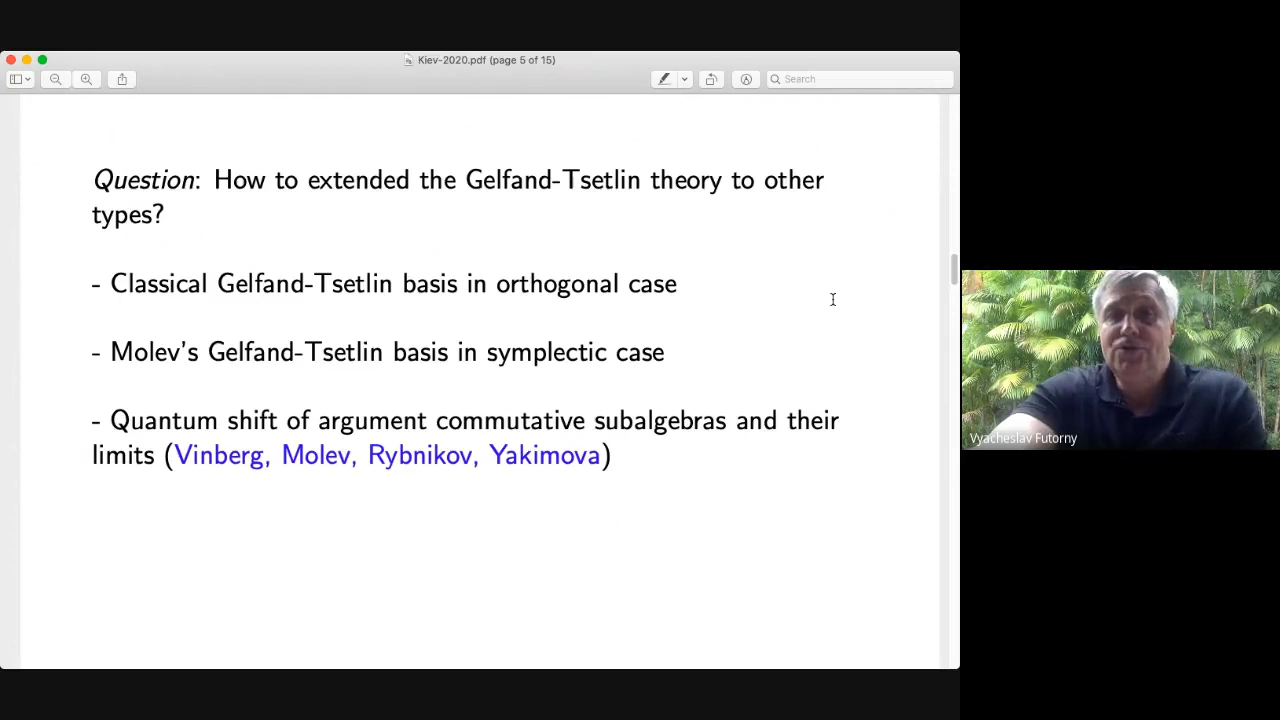 Kiev-2020.pdf (page 5 of 15)
Search
Question: How to extended the Gelfand-Tsetlin theory to other
types?
- Classical Gelfand-Tsetlin basis in orthogonal case
- Molev's Gelfand-Tsetlin basis in symplectic case
- Quantum shift of argument commutative subalgebras and their
limits (Vinberg, Molev, Rybnikov, Yakimova)
Vyacheslav Futorny